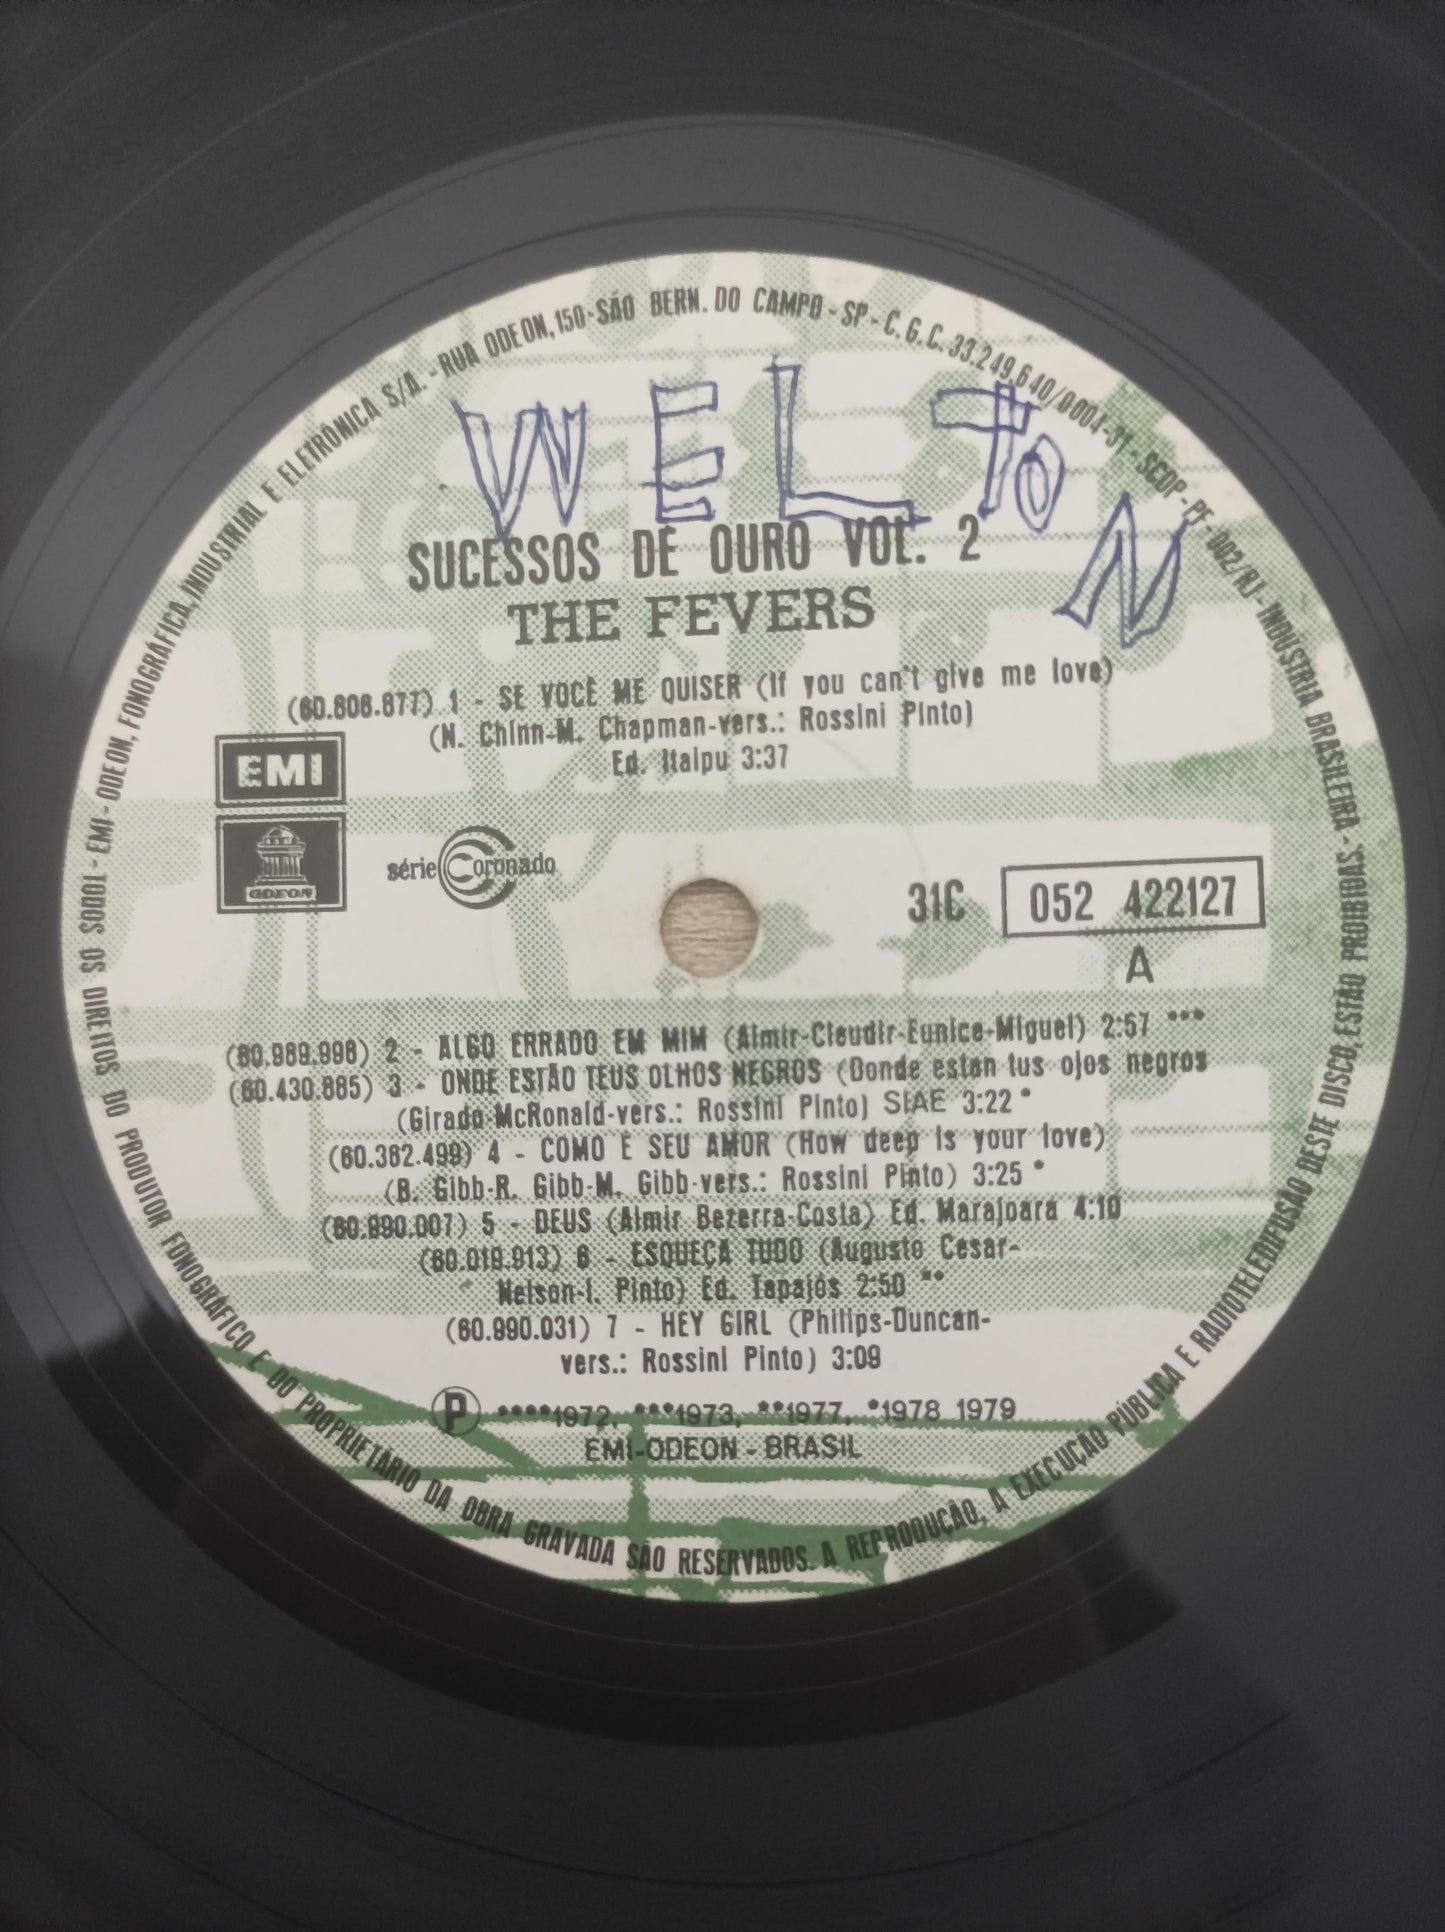 EMI-ODEON, FONOGRÁFICA, INDUSTRIAL E ELETRÔNICA S/A. - RUA ODEON, 150 - SÃO BERN. DO CAMPO - SP - C.G.C. 33.249.640/0004-31 - SCDP - PF - 002/RJ - INDÚSTRIA BRASILEIRA -
WELTON
SUCESSOS DE OURO VOL. 2
THE FEVERS
(60.806.877) 1 - SE VOCÊ ME QUISER (If you can't give me love)
(N. Chinn-M. Chapman-vers.: Rossini Pinto)
Ed. Itaipu 3:37
EMI
ODEON
série Coronado
31C 052 422127
A
(60.989.998) 2 - ALGO ERRADO EM MIM (Almir-Cleudir-Eunice-Miguel) 2:57 ***
(60.430.885) 3 - ONDE ESTÃO TEUS OLHOS NEGROS (Donde estan tus ojos negros
(Girado-McRonald-vers.: Rossini Pinto) SIAE 3:22 *
(60.382.499) 4 - COMO É SEU AMOR (How deep is your love)
(B. Gibb-R. Gibb-M. Gibb-vers.: Rossini Pinto) 3:25 *
(60.990.007) 5 - DEUS (Almir Bezerra-Costa) Ed. Marajoara 4:10
(60.018.913) 6 - ESQUEÇA TUDO (Augusto Cesar-
Nelson-I. Pinto) Ed. Tapajós 2:50 **
(60.990.031) 7 - HEY GIRL (Philips-Duncan-
vers.: Rossini Pinto) 3:09
Ⓟ ****1972, ***1973, **1977, *1978 1979
EMI-ODEON - BRASIL
TODOS OS DIREITOS DO PRODUTOR FONOGRÁFICO E DO PROPRIETÁRIO DA OBRA GRAVADA SÃO RESERVADOS. A REPRODUÇÃO, A EXECUÇÃO PÚBLICA E RADIOTELEDIFUSÃO DESTE DISCO, ESTÃO PROIBIDAS.